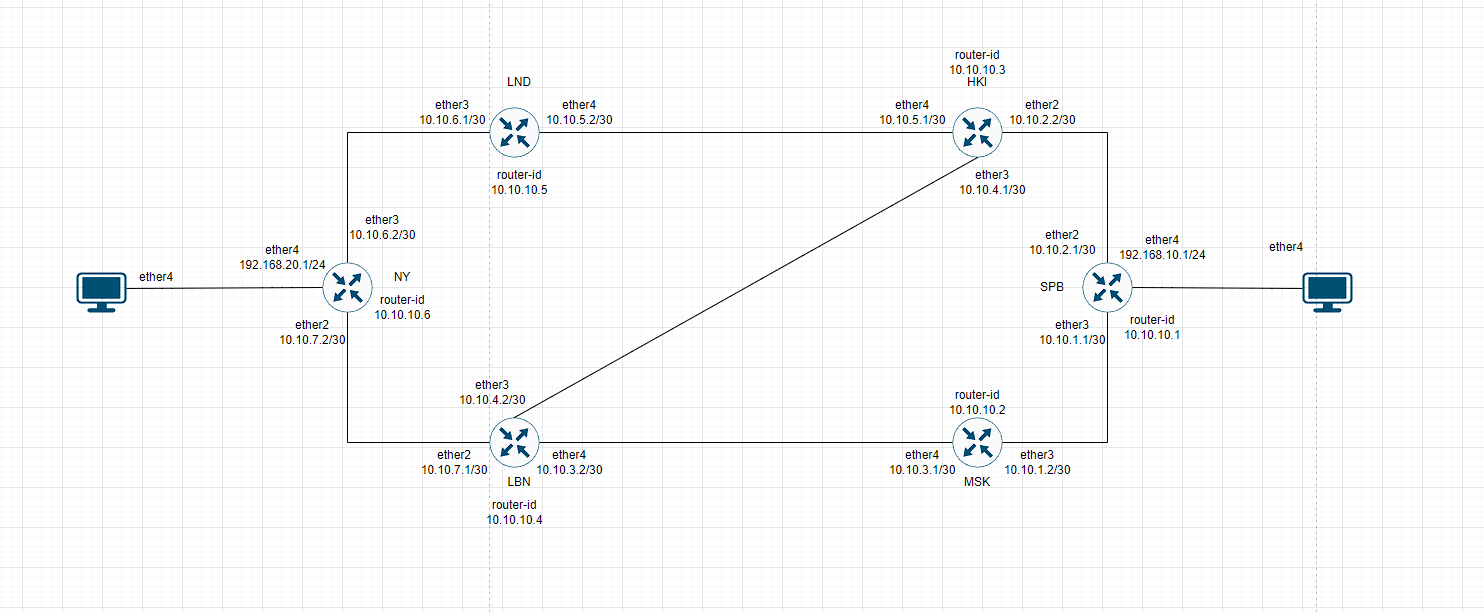 router-id
10.10.10.3
HKI
LND
ether3
10.10.6.1/30
ether4
10.10.5.2/30
ether4
10.10.5.1/30
ether2
10.10.2.2/30
router-id
10.10.10.5
ether3
10.10.4.1/30
ether3
10.10.6.2/30
ether4
192.168.20.1/24
ether4
NY
router-id
10.10.10.6
ether2
10.10.7.2/30
ether2
10.10.2.1/30
ether4
192.168.10.1/24
ether4
SPB
router-id
10.10.10.1
ether3
10.10.1.1/30
ether3
10.10.4.2/30
router-id
10.10.10.2
ether2
10.10.7.1/30
ether4
10.10.3.2/30
LBN
router-id
10.10.10.4
ether4
10.10.3.1/30
ether3
10.10.1.2/30
MSK